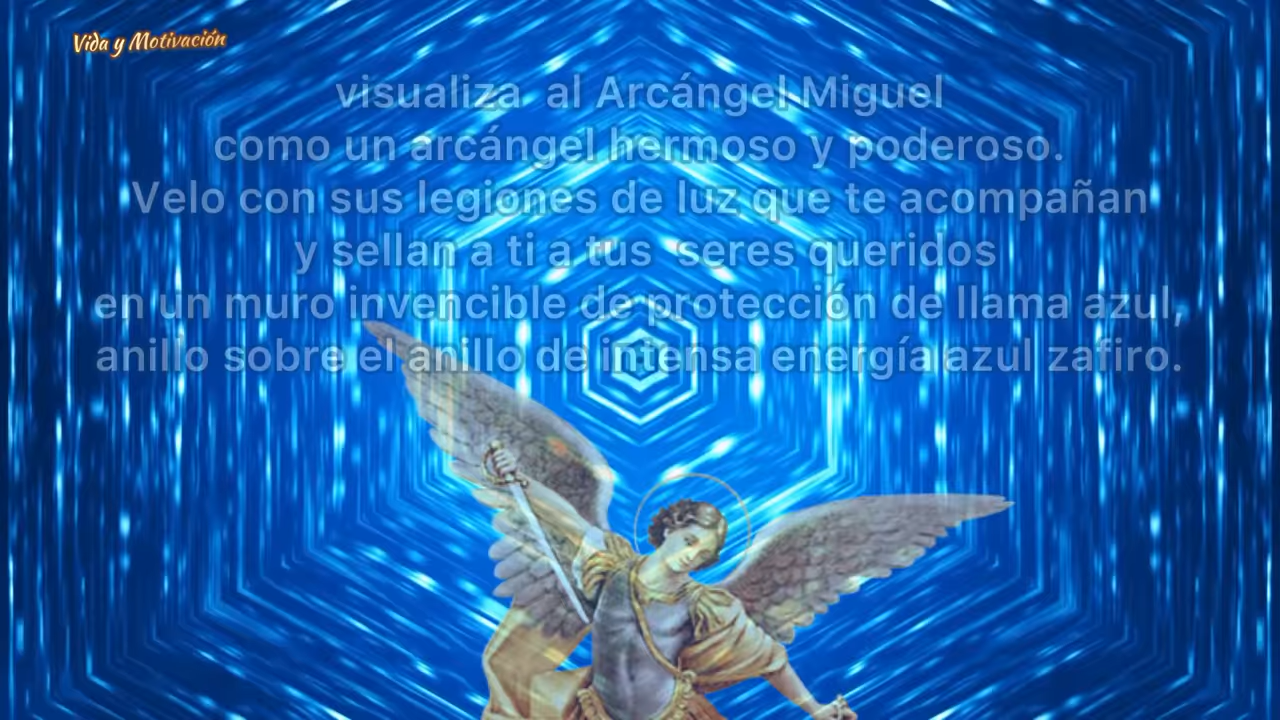 Vida y Motivación
visualiza al Arcángel Miguel
como un arcángel hermoso y poderoso.
Velo con sus legiones de luz que te acompañan
y sellan a ti a tus seres queridos
en un muro invencible de protección de llama azul,
anillo sobre el anillo de intensa energía azul zafiro.